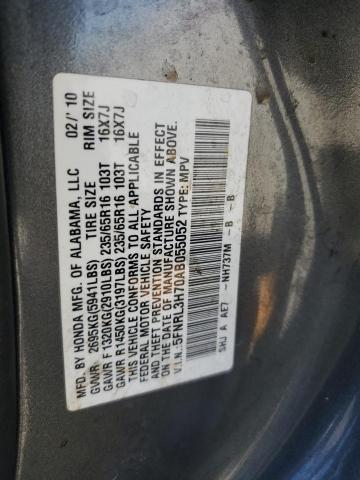 MFD. BY HONDA MFG. OF ALABAMA, LLC 02/'10
GVWR 2695KG(5941LBS) TIRE SIZE RIM SIZE
GAWR F 1320KG(2910LBS) 235/65R16 103T 16X7J
GAWR R 1450KG(3197LBS) 235/65R16 103T 16X7J
THIS VEHICLE CONFORMS TO ALL APPLICABLE
FEDERAL MOTOR VEHICLE SAFETY
AND THEFT PREVENTION STANDARDS IN EFFECT
ON THE DATE OF MANUFACTURE SHOWN ABOVE.
V.I.N.:5FNRL3H70AB055052 TYPE: MPV
SHJ A AE7 -NH737M -B -B